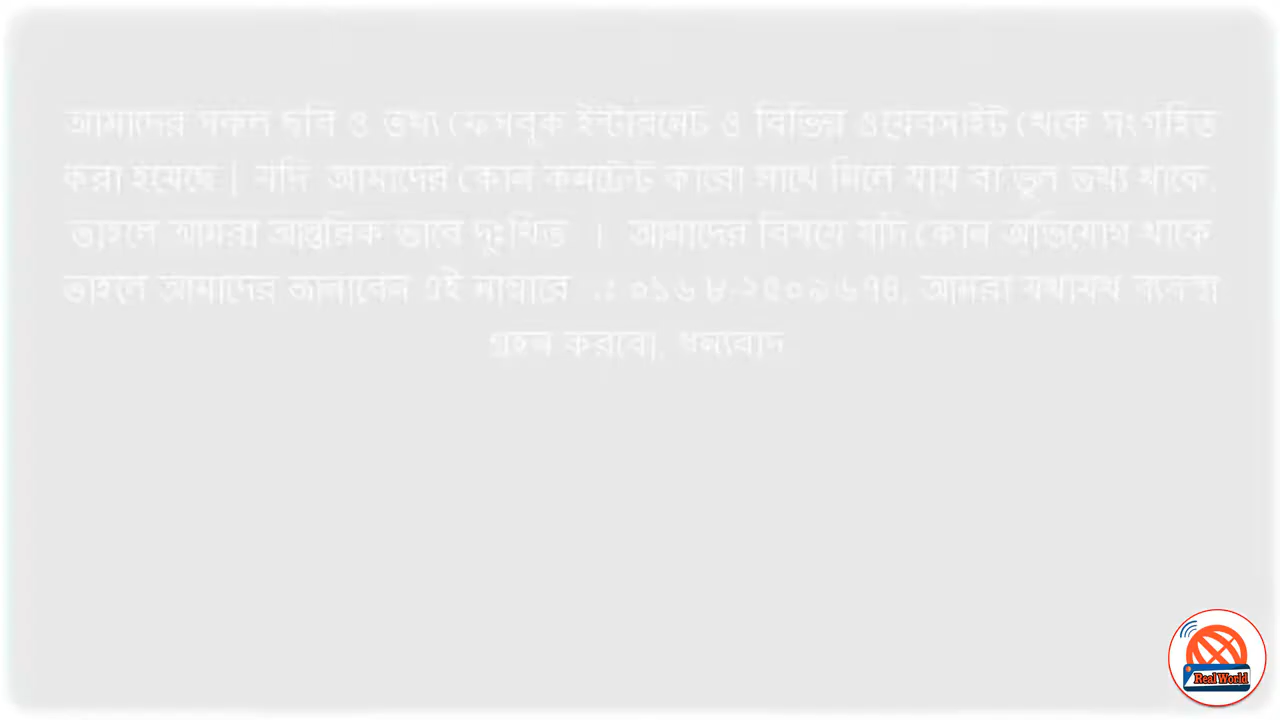 আমাদের সকল ছবি ও তথ্য ফেসবুক ইন্টারনেট ও বিভিন্ন ওয়েবসাইট থেকে সংগৃহিত
করা হয়েছে | যদি আমাদের কোন কনটেন্ট কারো সাথে মিলে যায় বা ভুল তথ্য থাকে,
তাহলে আমরা আন্তরিক ভাবে দুঃখিত । আমাদের বিষয়ে যদি কোন অভিযোগ থাকে
তাহলে আমাদের জানাবেন এই নাম্বারে আমরা যথাযথ ব্যবস্থা
গ্রহন করবো, ধন্যবাদ
Real World